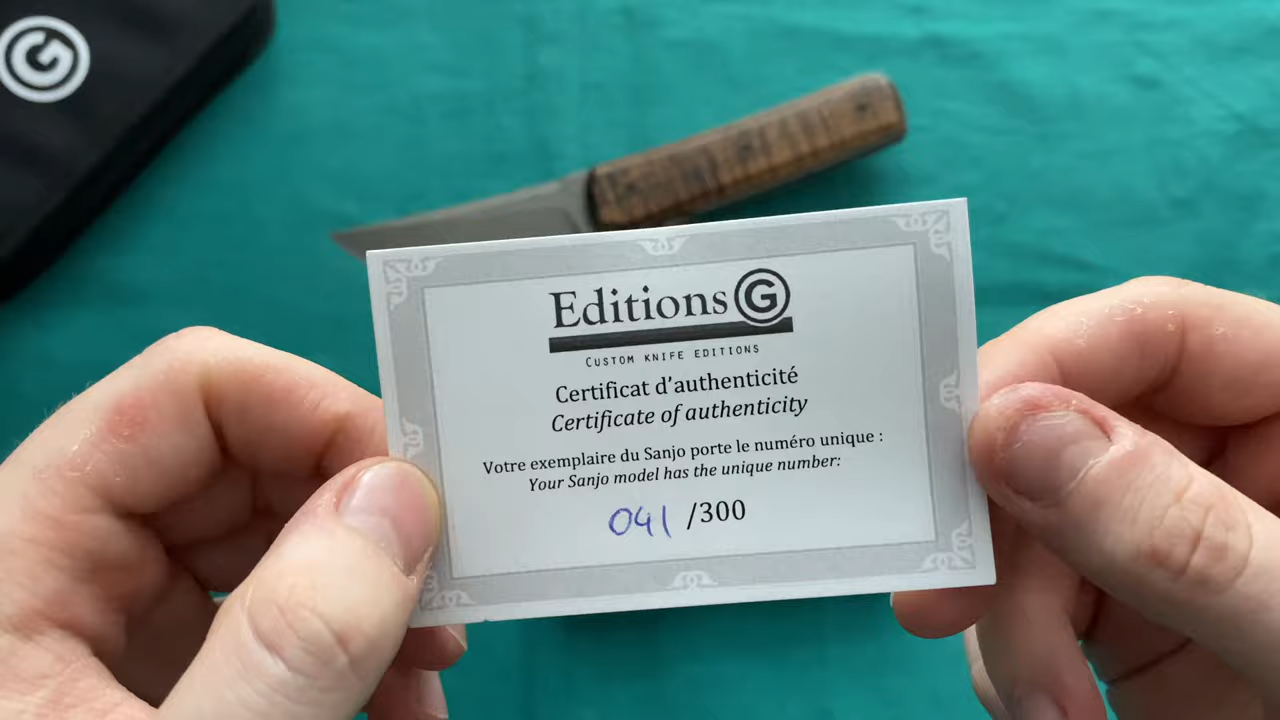 G
Editions G
CUSTOM KNIFE EDITIONS
Certificat d'authenticité
Certificate of authenticity
Votre exemplaire du Sanjo porte le numéro unique :
Your Sanjo model has the unique number:
041 /300